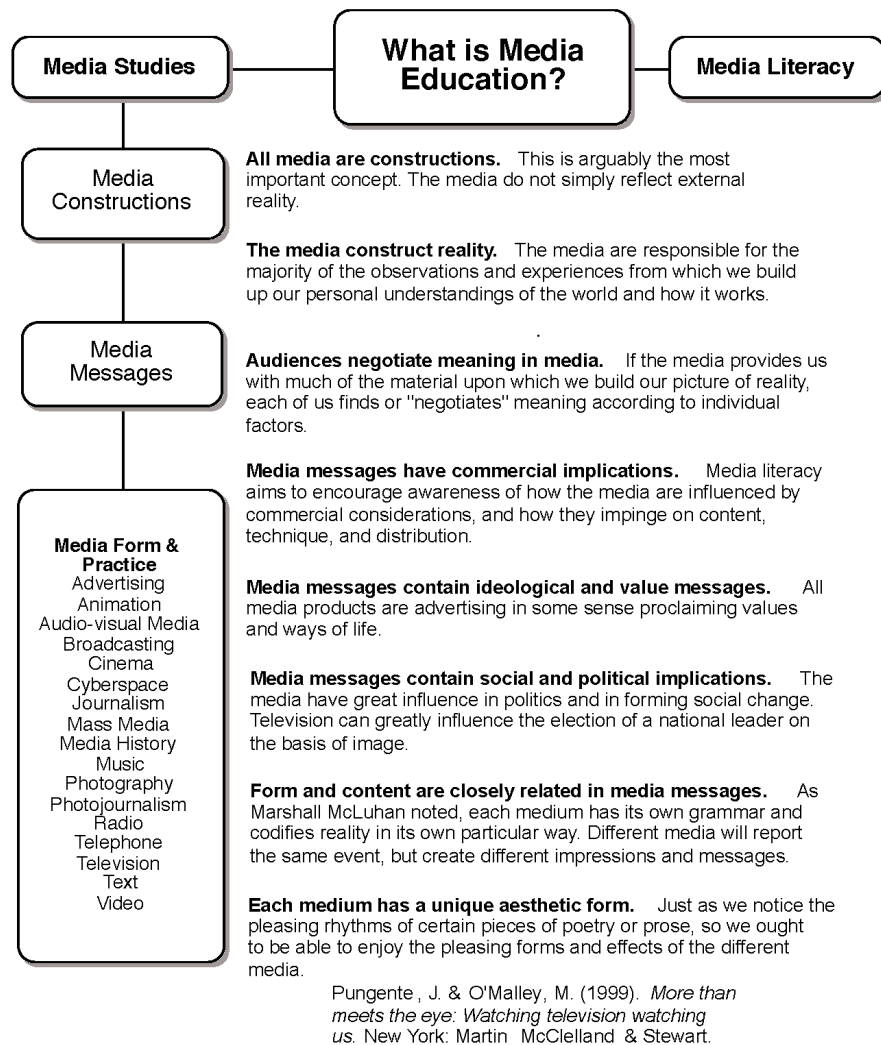 What is Media
Education?
Media Studies
Media Literacy
Media
Constructions
Media
Messages
Media Form &
Practice
Advertising
Animation
Audio-visual Media
Broadcasting
Cinema
Cyberspace
Journalism
Mass Media
Media History
Music
Photography
Photojournalism
Radio
Telephone
Television
Text
Video
All media are constructions. This is arguably the most
important concept. The media do not simply reflect external
reality.
The media construct reality. The media are responsible for the
majority of the observations and experiences from which we build
up our personal understandings of the world and how it works.
.
Audiences negotiate meaning in media. If the media provides us
with much of the material upon which we build our picture of reality,
each of us finds or "negotiates" meaning according to individual
factors.
Media messages have commercial implications. Media literacy
aims to encourage awareness of how the media are influenced by
commercial considerations, and how they impinge on content,
technique, and distribution.
Media messages contain ideological and value messages. All
media products are advertising in some sense proclaiming values
and ways of life.
Media messages contain social and political implications. The
media have great influence in politics and in forming social change.
Television can greatly influence the election of a national leader on
the basis of image.
Form and content are closely related in media messages. As
Marshall McLuhan noted, each medium has its own grammar and
codifies reality in its own particular way. Different media will report
the same event, but create different impressions and messages.
Each medium has a unique aesthetic form. Just as we notice the
pleasing rhythms of certain pieces of poetry or prose, so we ought
to be able to enjoy the pleasing forms and effects of the different
media.
Pungente , J. & O'Malley, M. (1999). More than
meets the eye: Watching television watching
us. New York: Martin McClelland & Stewart.